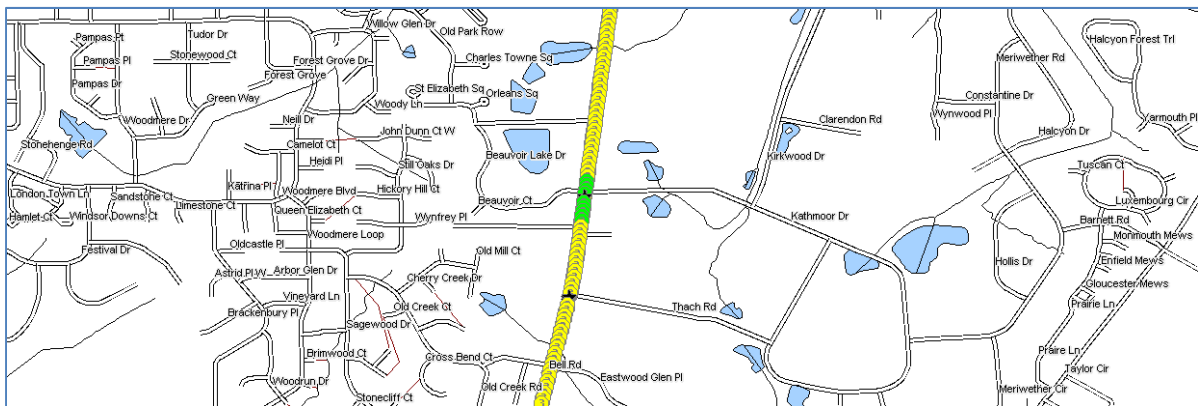 Willow Glen Dr
Old Park Row
Pampas Pt
Tudor Dr
Halcyon Forest Trl
Stonewood Ct
Charles Towne Sq
Meriwether Rd
Pampas Pl
Forest Grove Dr
Forest Grove
Pampas Dr
St Elizabeth Sq
Orleans Sq
Constantine Dr
Green Way
Woody Ln
Wynwood Pl
Yarmouth Pl
Woodmere Dr
Neill Dr
Clarendon Rd
Halcyon Dr
John Dunn Ct W
Stonehenge Rd
Camelot Ct
Beauvoir Lake Dr
Kirkwood Dr
Heidi Pl
Still Oaks Dr
Tuscan Ct
Katrina Pl
Woodmere Blvd
Hickory Hill Ct
London Town Ln
Sandstone Ct
Limestone Ct
Beauvoir Ct
Luxembourg Cir
Hamlet Ct
Windsor Downs Ct
Queen Elizabeth Ct
Wynfrey Pl
Kathmoor Dr
Barnett Rd
Woodmere Loop
Monmouth Mews
Festival Dr
Oldcastle Pl
Old Mill Ct
Hollis Dr
Enfield Mews
Astrid Pl W
Arbor Glen Dr
Cherry Creek Dr
Gloucester Mews
Vineyard Ln
Old Creek Ct
Thach Rd
Prairie Ln
Brackenbury Pl
Sagewood Dr
Brimwood Ct
Cross Bend Ct
Bell Rd
Prairie Ln
Taylor Cir
Woodrun Dr
Old Creek Rd
Eastwood Glen Pl
Meriwether Cir
Stonecliff Ct